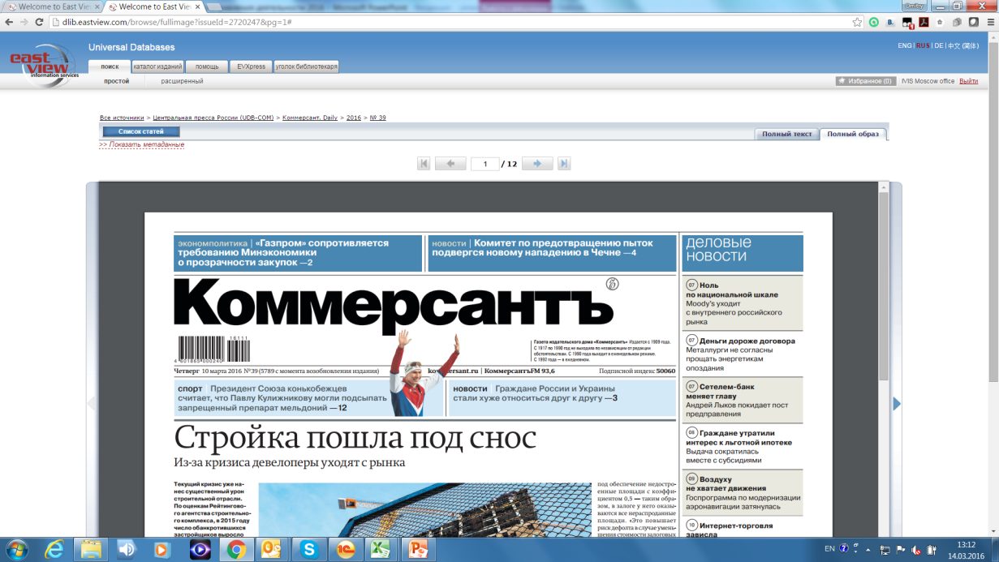 Welcome to East Vie
Welcome to East Vie
Dmitry
dlib.eastview.com/browse/fullimage?issueId=2720247&pg=1#
east view
information services
Universal Databases
ENG | RUS | DE | 中文 (简体)
поиск
каталог изданий
помощь
EVXpress
уголок библиотекаря
простой
расширенный
Избранное (0)
IVIS Moscow office
Выйти
Все источники > Центральная пресса России (UDB-COM) > Коммерсант. Daily > 2016 > № 39
Список статей
Полный текст
Полный образ
>> Показать метаданные
1 / 12
экономполитика | «Газпром» сопротивляется
требованию Минэкономики
о прозрачности закупок —2
новости | Комитет по предотвращению пыток
подвергся новому нападению в Чечне —4
деловые
новости
Коммерсантъ
16111
4 601865 000240
Газета издательского дома «Коммерсантъ» Издается с 1909 года.
С 1917 по 1990 год не выходила по независящим от редакции
обстоятельствам. С 1990 года выходит в еженедельном режиме.
С 1992 года — в ежедневном.
Четверг 10 марта 2016 №39 (5789 с момента возобновления издания)
kommersant.ru | КоммерсантъFM 93,6
Подписной индекс 50060
спорт | Президент Союза конькобежцев
считает, что Павлу Кулижникову могли подсыпать
запрещенный препарат мельдоний —12
новости | Граждане России и Украины
стали хуже относиться друг к другу —3
Стройка пошла под снос
Из-за кризиса девелоперы уходят с рынка
Текущий кризис уже на-
нес существенный урон
строительной отрасли.
По оценкам Рейтингово-
го агентства строительно-
го комплекса, в 2015 году
число обанкротившихся
застройщиков выросло
под обеспечение недостро-
енные площади с коэффи-
циентом 0,5 — таким обра-
зом, в залоге у него оказы-
ваются все нераспроданные
площади. «Это повышает
риск дефолта в случае умень-
шения стоимости залоговых
07 Ноль
по национальной шкале
Moody's уходит
с внутреннего российского
рынка
07 Деньги дороже договора
Металлурги не согласны
прощать энергетикам
опоздания
07 Сетелем-банк
меняет главу
Андрей Лыков покидает пост
предправления
08 Граждане утратили
интерес к льготной ипотеке
Выдача сократилась
вместе с субсидиями
09 Воздуху
не хватает движения
Госпрограмма по модернизации
аэронавигации затянулась
10 Интернет-торговля
зависла
EN
13:12
14.03.2016